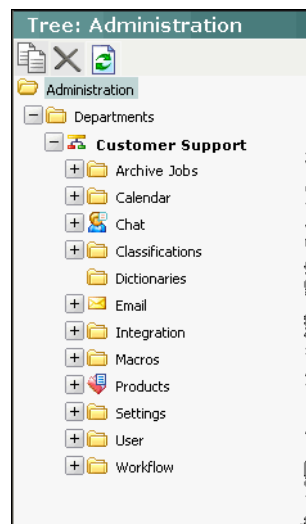 Tree: Administration
Administration
Departments
Customer Support
Archive Jobs
Calendar
Chat
Classifications
Dictionaries
Email
Integration
Macros
Products
Settings
User
Workflow